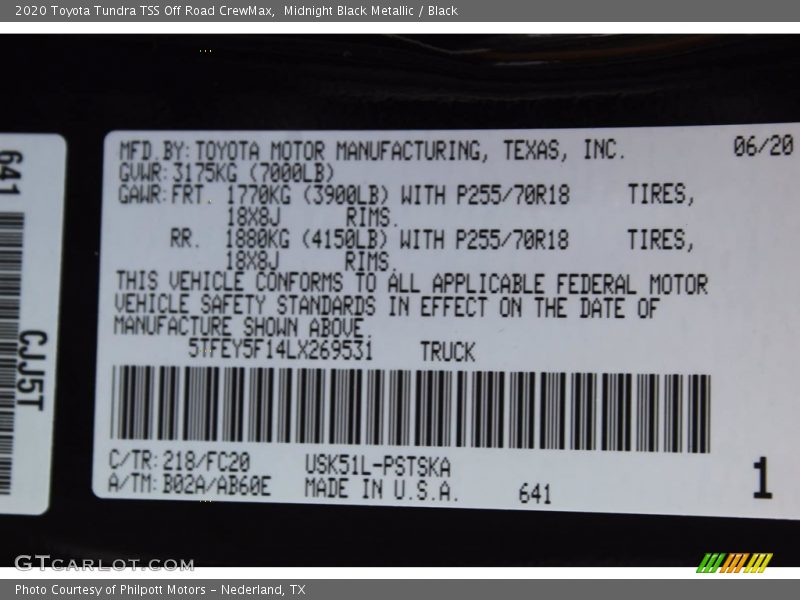 2020 Toyota Tundra TSS Off Road CrewMax,  Midnight Black Metallic / Black
641
CJJ5T
MFD.BY:TOYOTA MOTOR MANUFACTURING, TEXAS, INC. 06/20
GVWR:3175KG (7000LB)
GAWR:FRT. 1770KG (3900LB) WITH P255/70R18 TIRES,
18X8J RIMS.
RR. 1880KG (4150LB) WITH P255/70R18 TIRES,
18X8J RIMS.
THIS VEHICLE CONFORMS TO ALL APPLICABLE FEDERAL MOTOR
VEHICLE SAFETY STANDARDS IN EFFECT ON THE DATE OF
MANUFACTURE SHOWN ABOVE.
5TFEY5F14LX269531 TRUCK
C/TR:218/FC20 USK51L-PSTSKA
A/TM:B02A/AB60E MADE IN U.S.A. 641
1
GTCARLOT.COM
Photo Courtesy of Philpott Motors - Nederland, TX